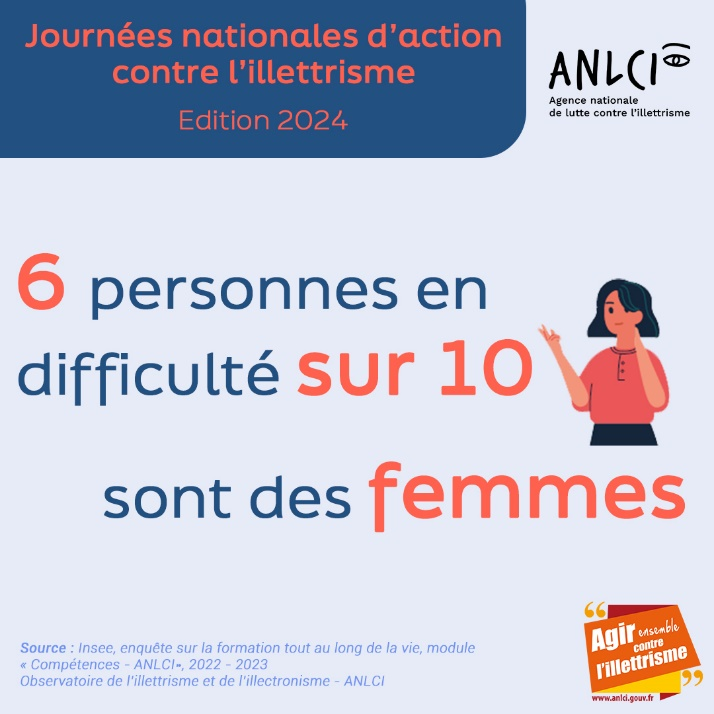 Journées nationales d'action
contre l'illettrisme
Edition 2024
ANLCI
Agence nationale
de lutte contre l'illettrisme
6 personnes en
difficulté sur 10
sont des femmes
Source : Insee, enquête sur la formation tout au long de la vie, module
« Compétences - ANLCI», 2022 - 2023
Observatoire de l'illettrisme et de l'illectronisme - ANLCI
“ Agir ensemble
contre
l'illettrisme ”
www.anlci.gouv.fr